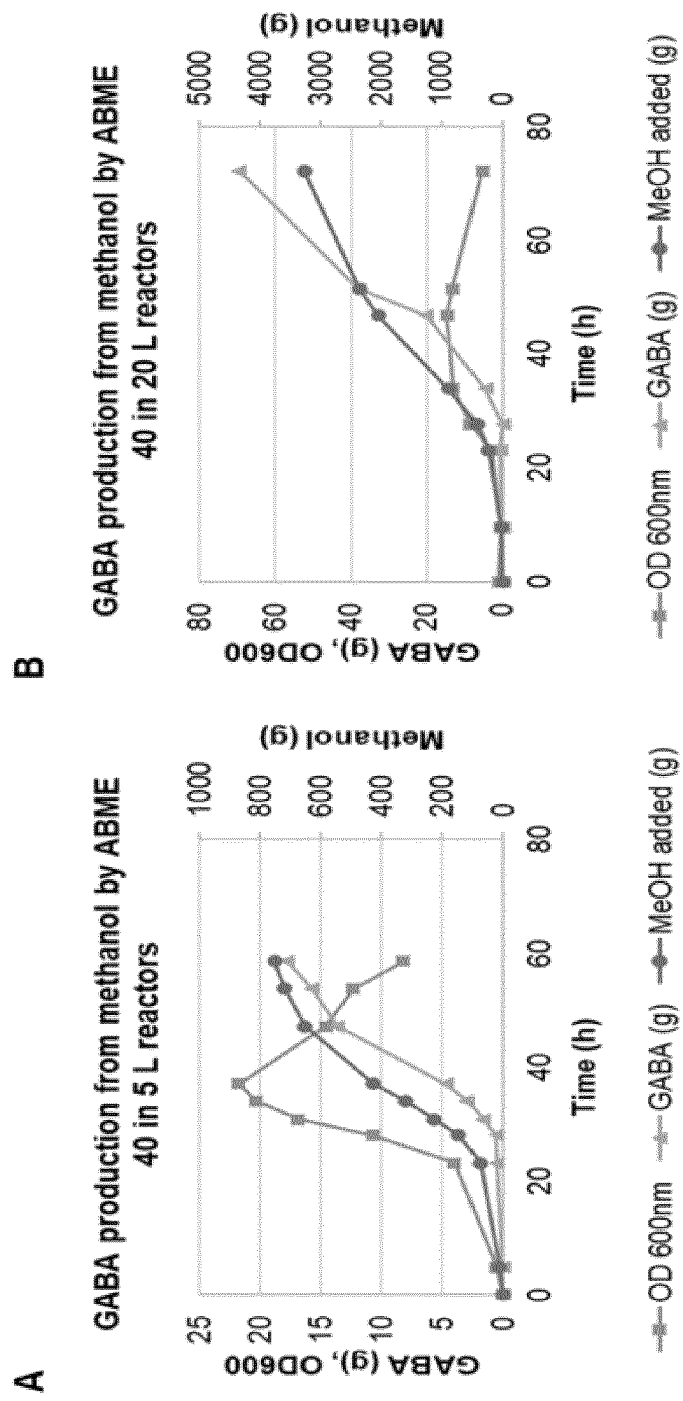 A
GABA production from methanol by ABME
40 in 5 L reactors
25
20
15
10
5
0
GABA (g), OD600
1000
800
600
400
200
0
Methanol (g)
0
20
40
60
80
Time (h)
OD 600nm
GABA (g)
MeOH added (g)
B
GABA production from methanol by ABME
40 in 20 L reactors
80
60
40
20
0
GABA (g), OD600
5000
4000
3000
2000
1000
0
Methanol (g)
0
20
40
60
80
Time (h)
OD 600nm
GABA (g)
MeOH added (g)